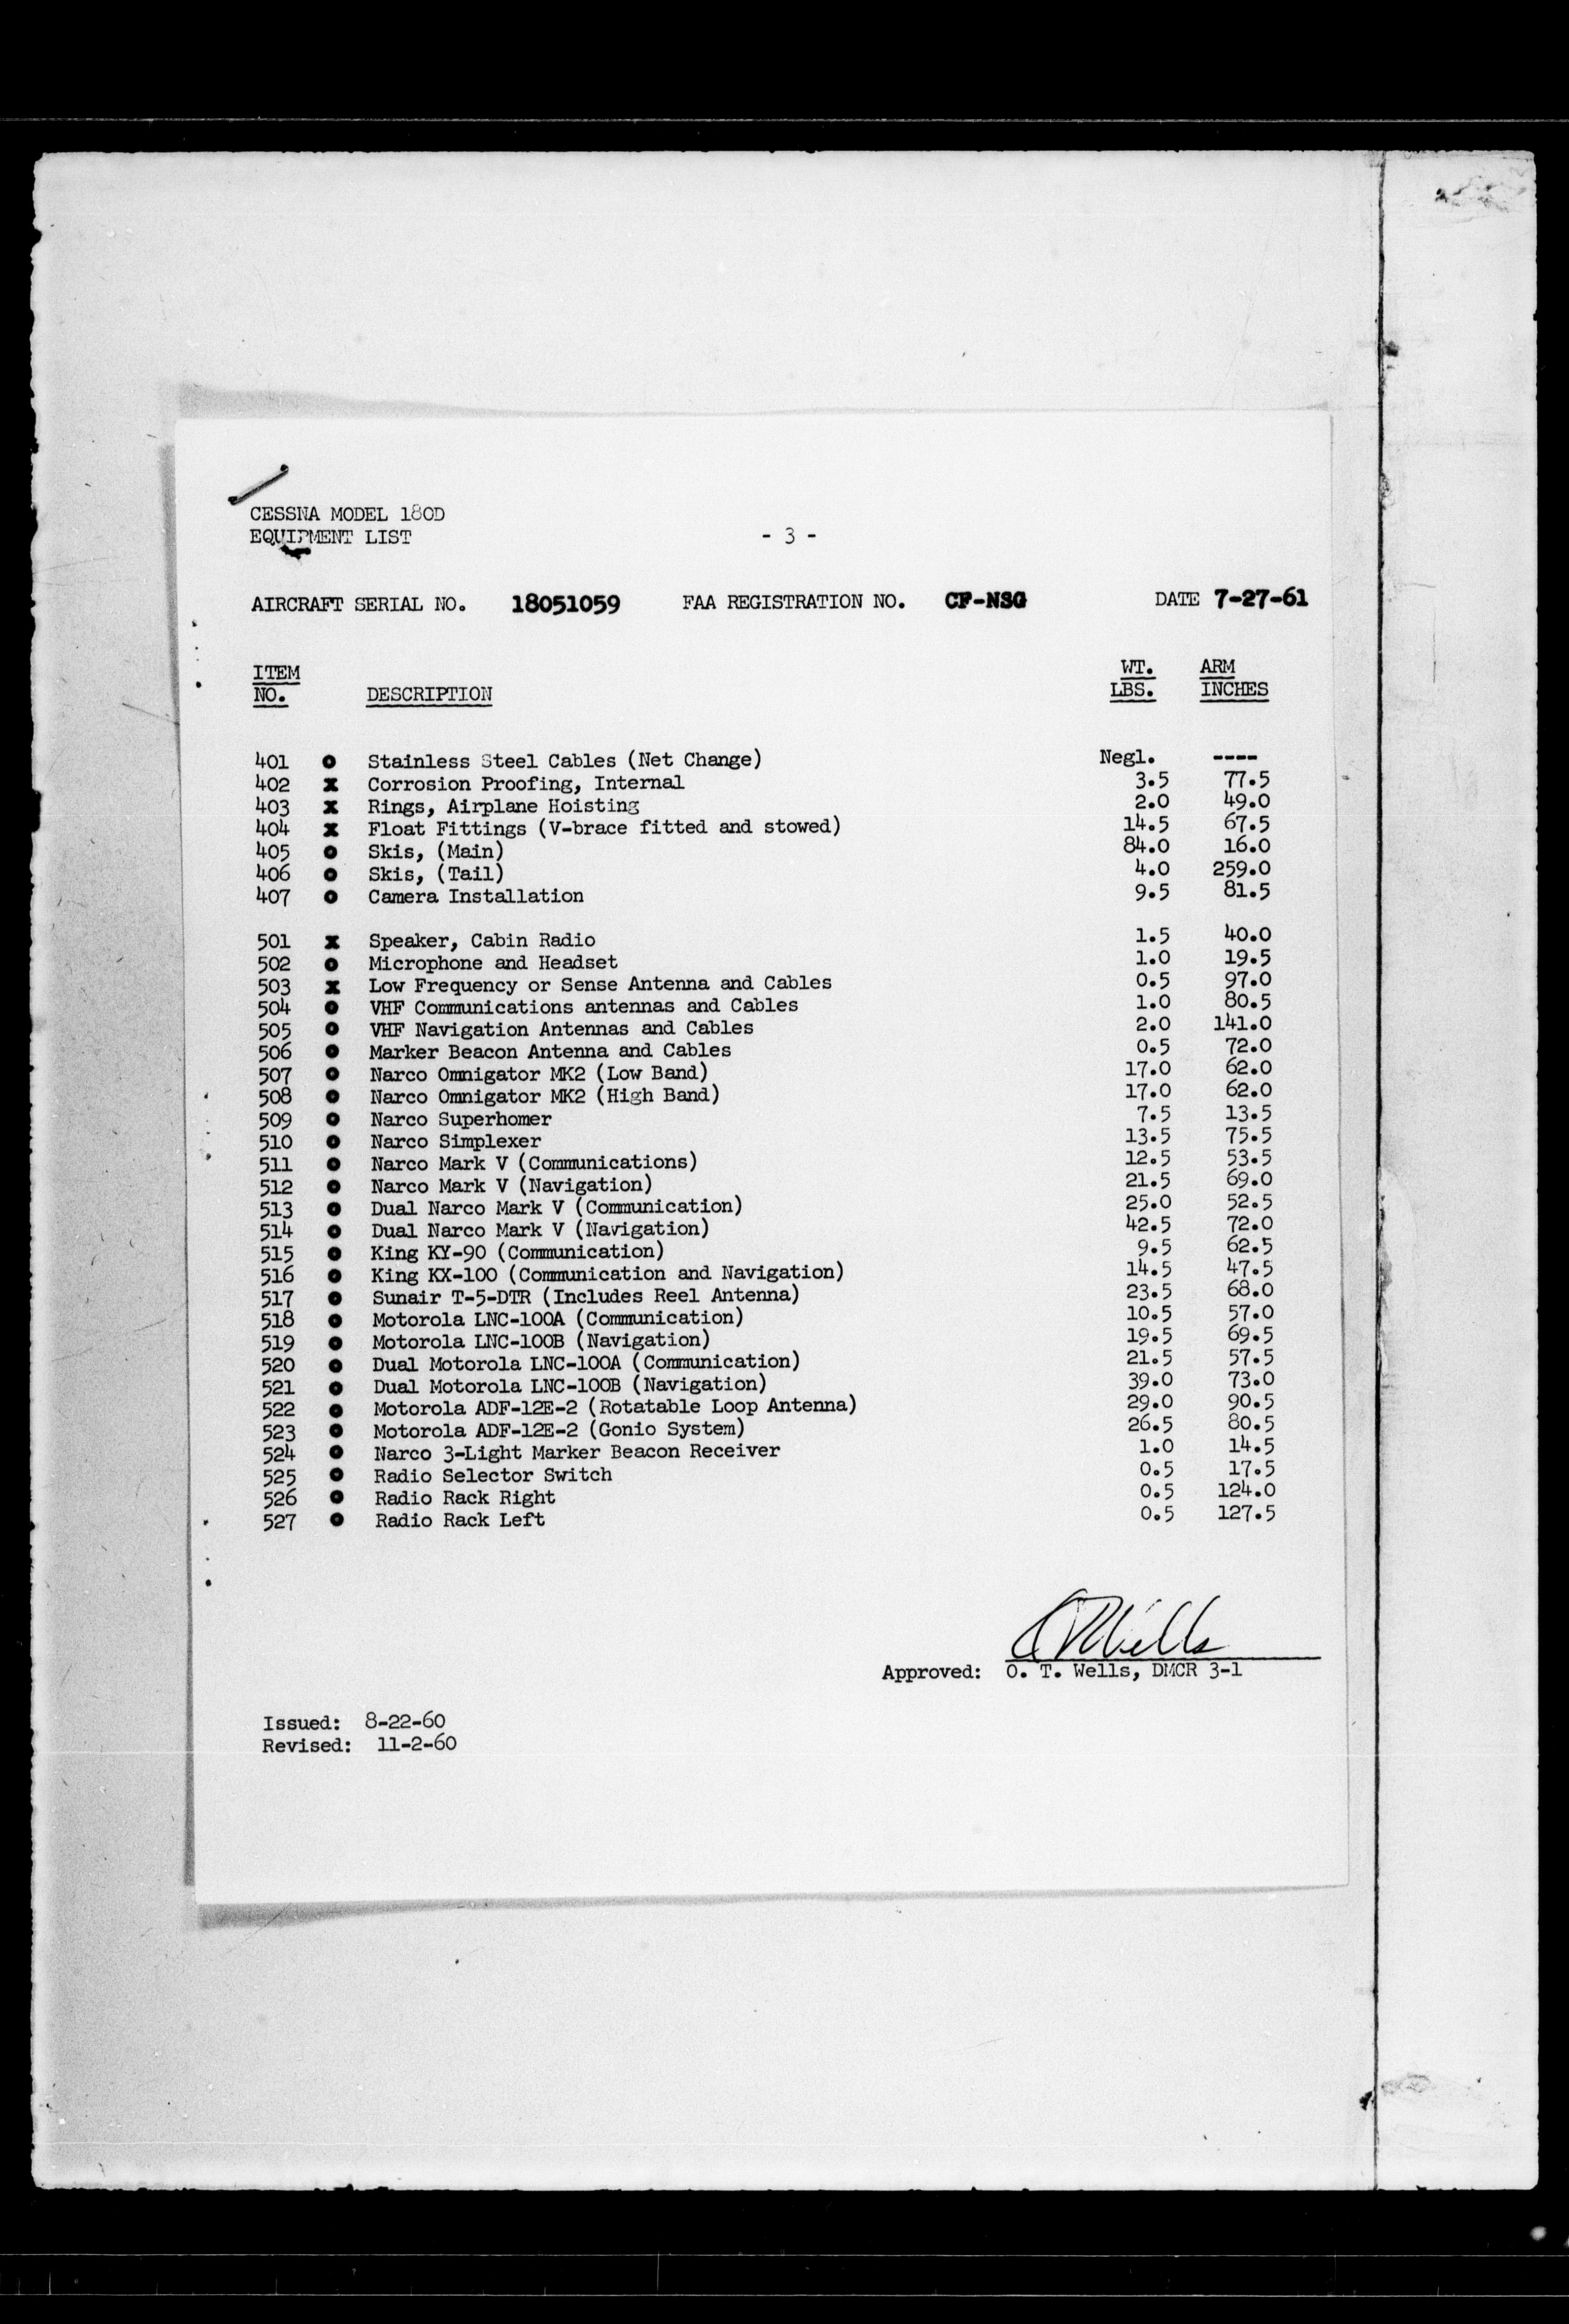 CESSNA MODEL 180D
EQUIPMENT LIST
- 3 -
AIRCRAFT SERIAL NO. 18051059 FAA REGISTRATION NO. CF-NSG DATE 7-27-61
ITEM NO. DESCRIPTION WT. LBS. ARM INCHES
401 o Stainless Steel Cables (Net Change) Negl. ----
402 x Corrosion Proofing, Internal 3.5 77.5
403 x Rings, Airplane Hoisting 2.0 49.0
404 x Float Fittings (V-brace fitted and stowed) 14.5 67.5
405 o Skis, (Main) 84.0 16.0
406 o Skis, (Tail) 4.0 259.0
407 o Camera Installation 9.5 81.5
501 x Speaker, Cabin Radio 1.5 40.0
502 o Microphone and Headset 1.0 19.5
503 x Low Frequency or Sense Antenna and Cables 0.5 97.0
504 o VHF Communications antennas and Cables 1.0 80.5
505 o VHF Navigation Antennas and Cables 2.0 141.0
506 o Marker Beacon Antenna and Cables 0.5 72.0
507 o Narco Omnigator MK2 (Low Band) 17.0 62.0
508 o Narco Omnigator MK2 (High Band) 17.0 62.0
509 o Narco Superhomer 7.5 13.5
510 o Narco Simplexer 13.5 75.5
511 o Narco Mark V (Communications) 12.5 53.5
512 o Narco Mark V (Navigation) 21.5 69.0
513 o Dual Narco Mark V (Communication) 25.0 52.5
514 o Dual Narco Mark V (Navigation) 42.5 72.0
515 o King KY-90 (Communication) 9.5 62.5
516 o King KX-100 (Communication and Navigation) 14.5 47.5
517 o Sunair T-5-DTR (Includes Reel Antenna) 23.5 68.0
518 o Motorola LNC-100A (Communication) 10.5 57.0
519 o Motorola LNC-100B (Navigation) 19.5 69.5
520 o Dual Motorola LNC-100A (Communication) 21.5 57.5
521 o Dual Motorola LNC-100B (Navigation) 39.0 73.0
522 o Motorola ADF-12E-2 (Rotatable Loop Antenna) 29.0 90.5
523 o Motorola ADF-12E-2 (Gonio System) 26.5 80.5
524 o Narco 3-Light Marker Beacon Receiver 1.0 14.5
525 o Radio Selector Switch 0.5 17.5
526 o Radio Rack Right 0.5 124.0
527 o Radio Rack Left 0.5 127.5
OTWells
Approved: O. T. Wells, DMCR 3-1
Issued: 8-22-60
Revised: 11-2-60